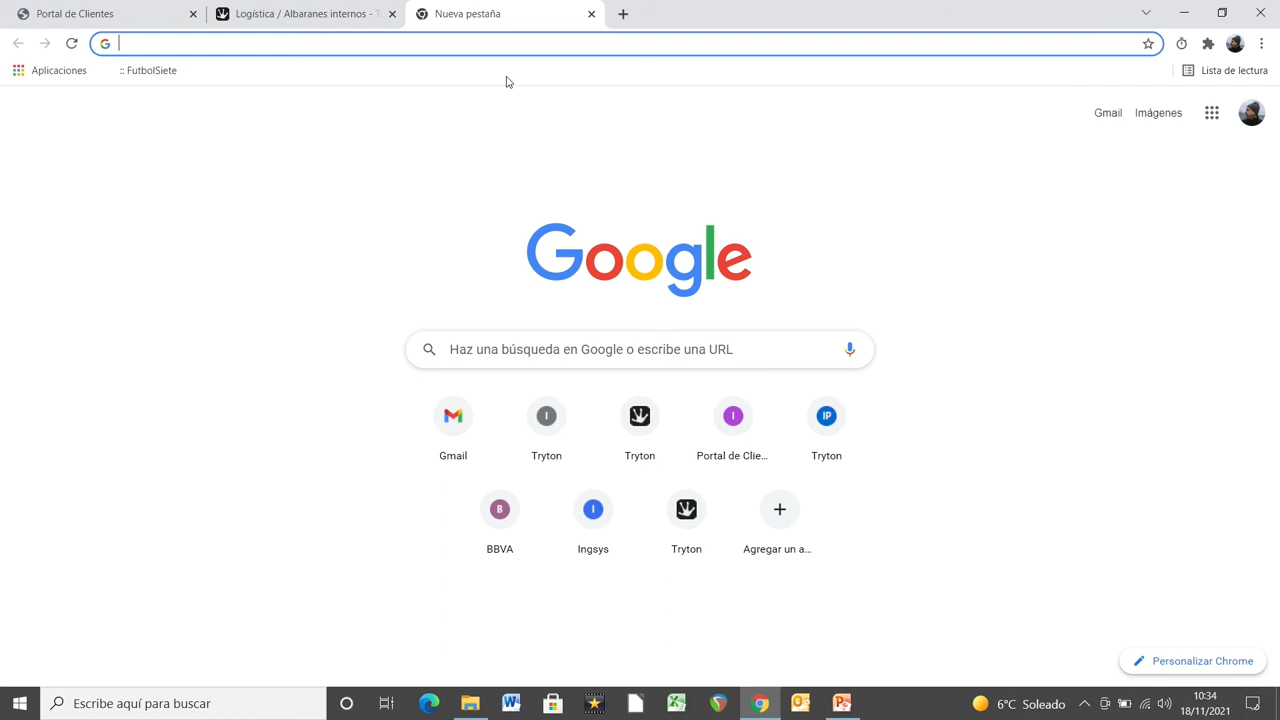 Portal de Clientes
Logística / Albaranes internos - T
Nueva pestaña
Aplicaciones
:: FutbolSiete
Lista de lectura
Gmail
Imágenes
Google
Haz una búsqueda en Google o escribe una URL
Gmail
I
Tryton
Tryton
I
Portal de Clie...
IP
Tryton
B
BBVA
I
Ingsys
Tryton
Agregar un a...
Personalizar Chrome
Escribe aquí para buscar
6°C Soleado
10:34
18/11/2021